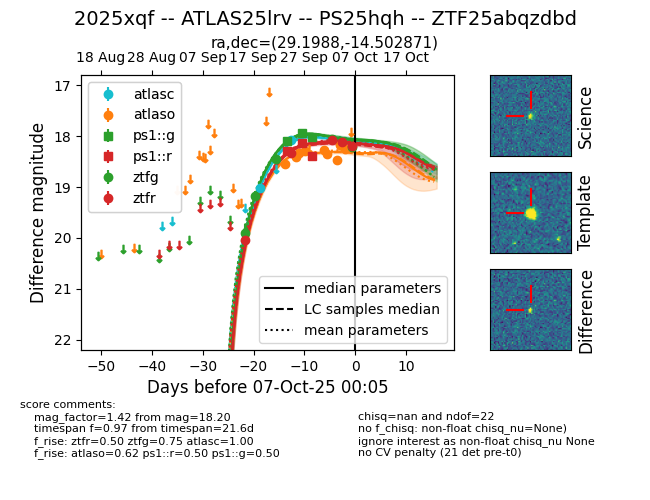 2025xqf -- ATLAS25lrv -- PS25hqh -- ZTF25abqzdbd
ra,dec=(29.1988,-14.502871)
18 Aug 28 Aug 07 Sep 17 Sep 27 Sep 07 Oct 17 Oct
17
18
19
20
21
22
Difference magnitude
atlasc
atlaso
ps1::g
ps1::r
ztfg
ztfr
median parameters
LC samples median
mean parameters
−50 −40 −30 −20 −10 0 10
Days before 07-Oct-25 00:05
Science
Template
Difference
score comments:
mag_factor=1.42 from mag=18.20
timespan f=0.97 from timespan=21.6d
f_rise: ztfr=0.50 ztfg=0.75 atlasc=1.00
f_rise: atlaso=0.62 ps1::r=0.50 ps1::g=0.50
chisq=nan and ndof=22
no f_chisq: non-float chisq_nu=None)
ignore interest as non-float chisq_nu None
no CV penalty (21 det pre-t0)